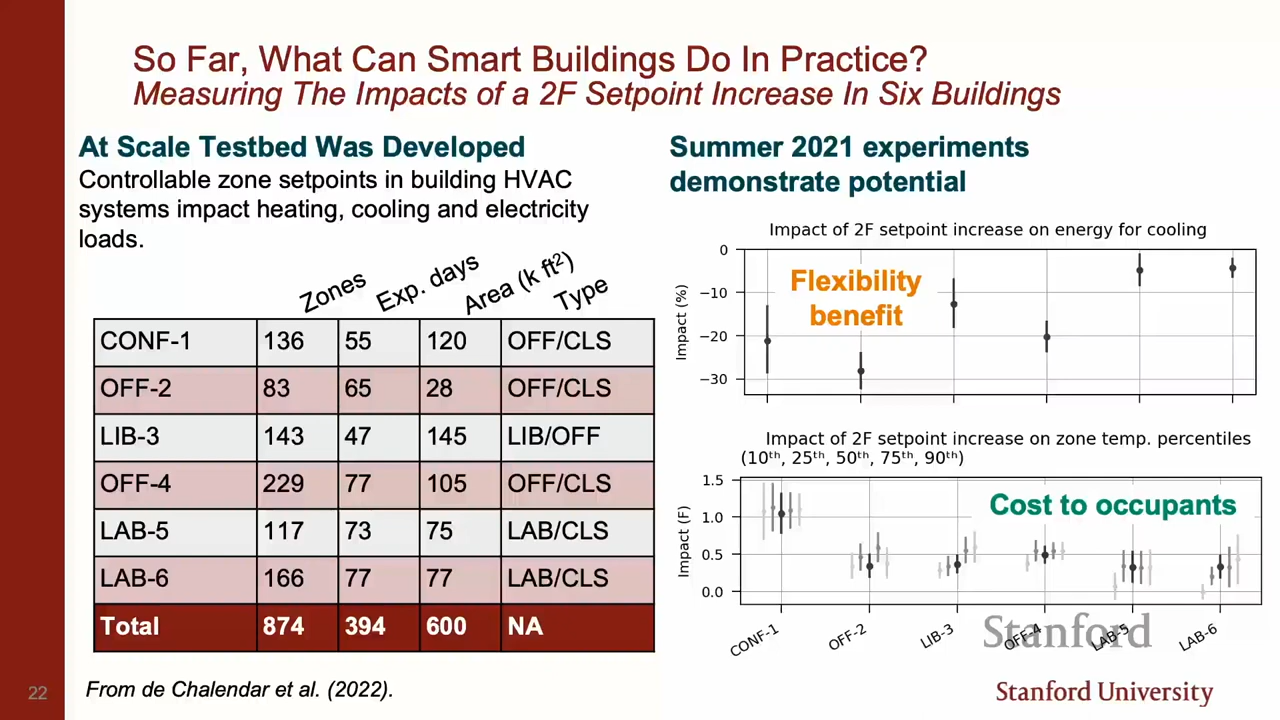 So Far, What Can Smart Buildings Do In Practice?
Measuring The Impacts of a 2F Setpoint Increase In Six Buildings
At Scale Testbed Was Developed
Controllable zone setpoints in building HVAC
systems impact heating, cooling and electricity
loads.
Zones Exp. days Area (k ft²) Type
CONF-1 136 55 120 OFF/CLS
OFF-2 83 65 28 OFF/CLS
LIB-3 143 47 145 LIB/OFF
OFF-4 229 77 105 OFF/CLS
LAB-5 117 73 75 LAB/CLS
LAB-6 166 77 77 LAB/CLS
Total 874 394 600 NA
From de Chalendar et al. (2022).
22
Summer 2021 experiments
demonstrate potential
Impact of 2F setpoint increase on energy for cooling
Impact (%)
0
−10
−20
−30
Flexibility
benefit
Impact of 2F setpoint increase on zone temp. percentiles
(10ᵗʰ, 25ᵗʰ, 50ᵗʰ, 75ᵗʰ, 90ᵗʰ)
Impact (F)
1.5
1.0
0.5
0.0
Cost to occupants
CONF-1 OFF-2 LIB-3 OFF-4 LAB-5 LAB-6
Stanford
Stanford University